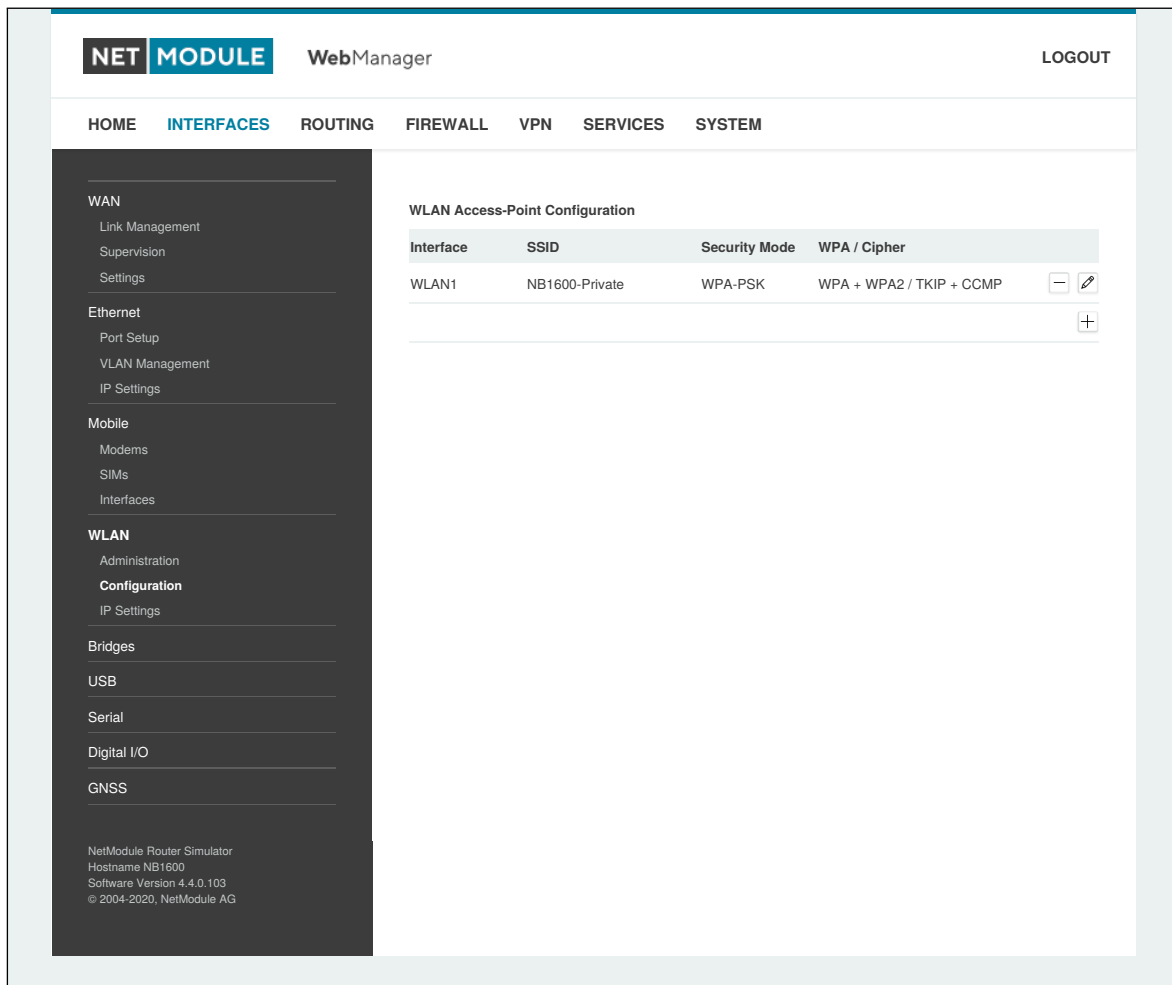 NET MODULE WebManager LOGOUT
HOME INTERFACES ROUTING FIREWALL VPN SERVICES SYSTEM
WAN
Link Management
Supervision
Settings
Ethernet
Port Setup
VLAN Management
IP Settings
Mobile
Modems
SIMs
Interfaces
WLAN
Administration
Configuration
IP Settings
Bridges
USB
Serial
Digital I/O
GNSS
NetModule Router Simulator
Hostname NB1600
Software Version 4.4.0.103
© 2004-2020, NetModule AG
WLAN Access-Point Configuration
Interface SSID Security Mode WPA / Cipher
WLAN1 NB1600-Private WPA-PSK WPA + WPA2 / TKIP + CCMP